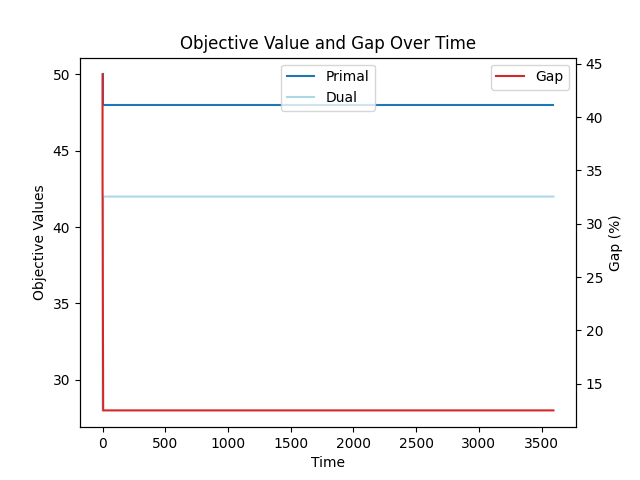 Objective Value and Gap Over Time
Primal
Dual
Gap
50
45
40
35
30
Objective Values
45
40
35
30
25
20
15
Gap (%)
0
500
1000
1500
2000
2500
3000
3500
Time